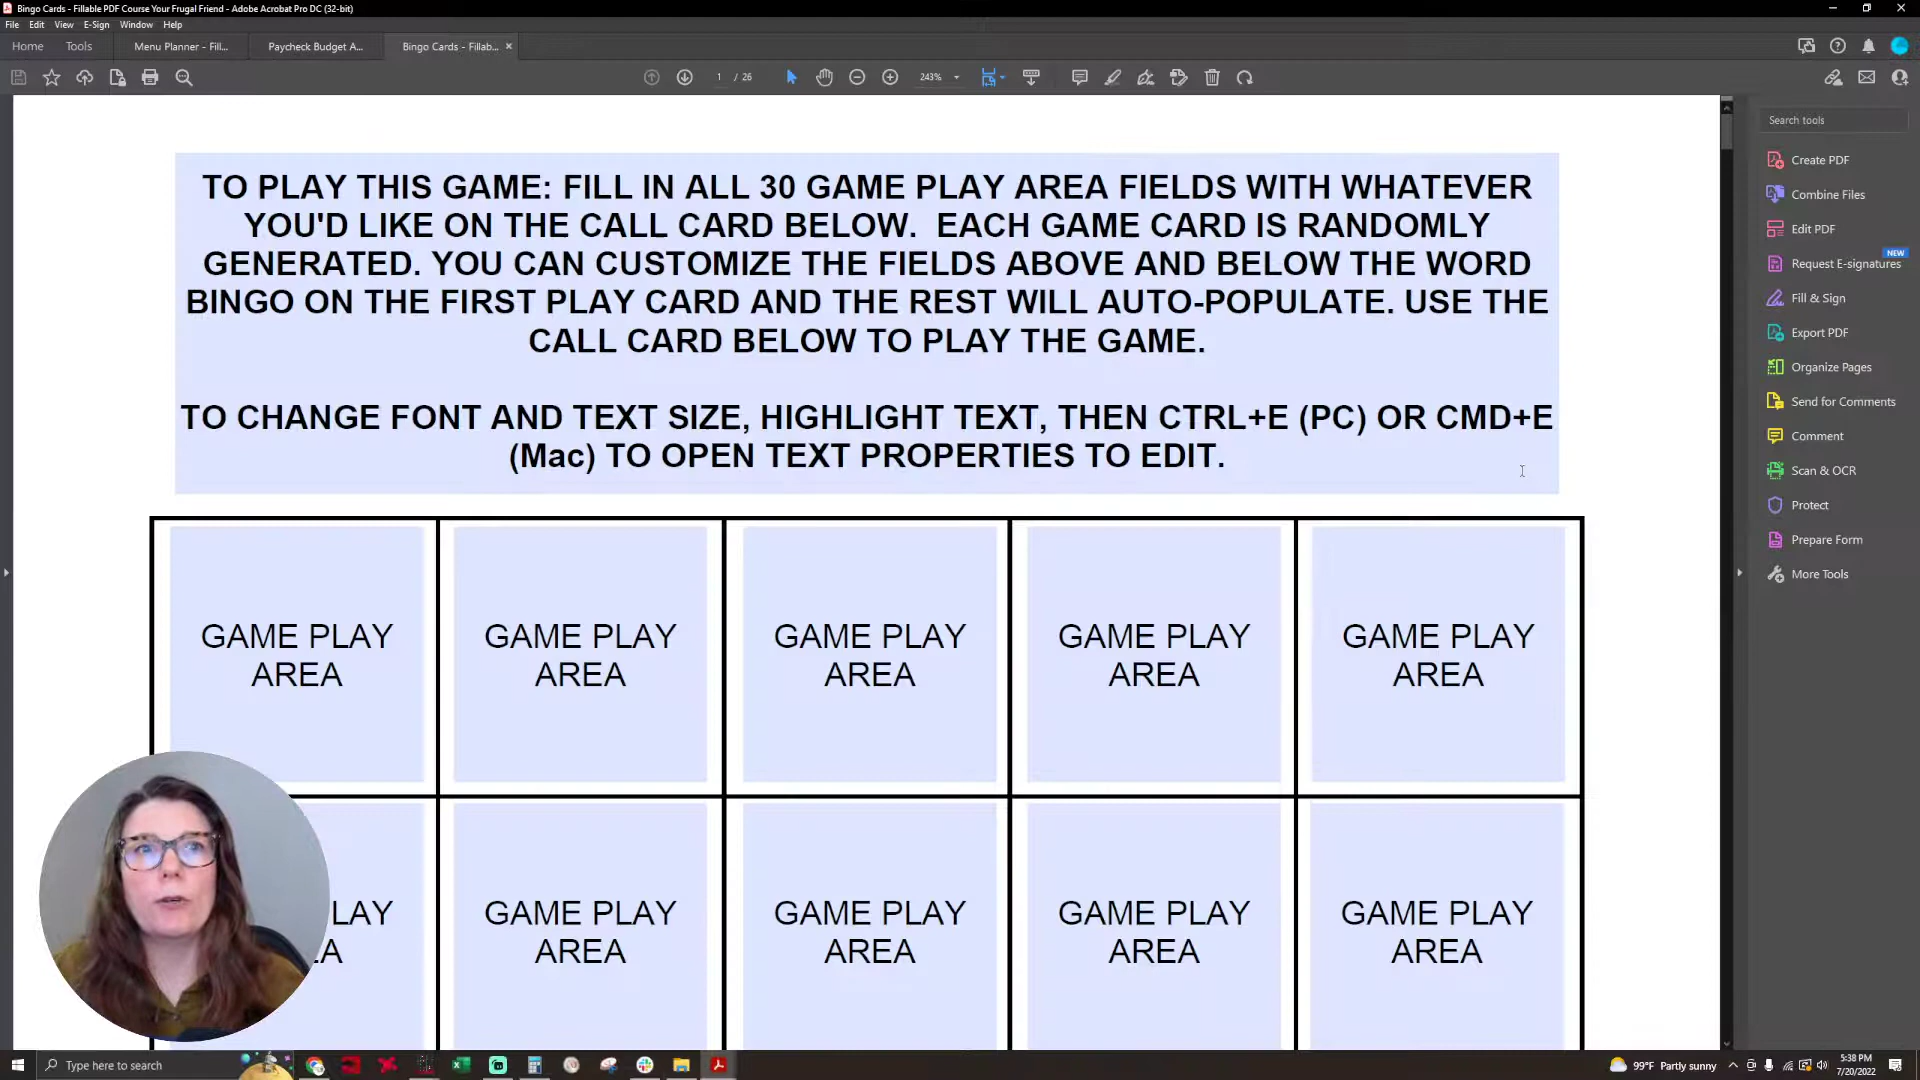 Bingo Cards - Fillable PDF Course Your Frugal Friend - Adobe Acrobat Pro DC (32-bit)
File Edit View E-Sign Window Help
Home Tools Menu Planner - Fill... Paycheck Budget A... Bingo Cards - Fillab... ×
1 / 26 243%
Search tools
Create PDF
Combine Files
Edit PDF
NEW
Request E-signatures
Fill & Sign
Export PDF
Organize Pages
Send for Comments
Comment
Scan & OCR
Protect
Prepare Form
More Tools
TO PLAY THIS GAME: FILL IN ALL 30 GAME PLAY AREA FIELDS WITH WHATEVER
YOU'D LIKE ON THE CALL CARD BELOW.  EACH GAME CARD IS RANDOMLY
GENERATED. YOU CAN CUSTOMIZE THE FIELDS ABOVE AND BELOW THE WORD
BINGO ON THE FIRST PLAY CARD AND THE REST WILL AUTO-POPULATE. USE THE
CALL CARD BELOW TO PLAY THE GAME.
TO CHANGE FONT AND TEXT SIZE, HIGHLIGHT TEXT, THEN CTRL+E (PC) OR CMD+E
(Mac) TO OPEN TEXT PROPERTIES TO EDIT.
GAME PLAY GAME PLAY GAME PLAY GAME PLAY GAME PLAY
AREA AREA AREA AREA AREA
LAY GAME PLAY GAME PLAY GAME PLAY GAME PLAY
EA AREA AREA AREA AREA
Type here to search
99°F Partly sunny
5:38 PM
7/20/2022